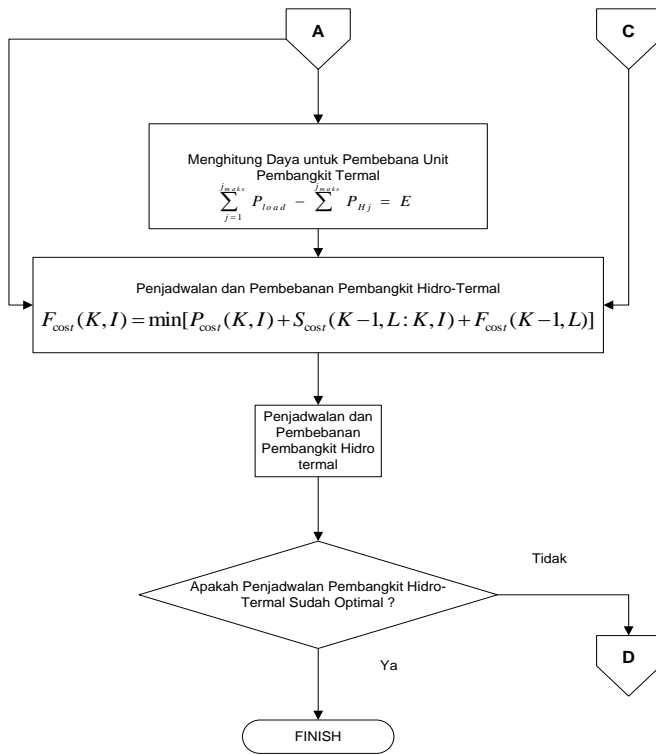 A
C
Menghitung Daya untuk Pembebana Unit
Pembangkit Termal
\sum_{j=1}^{j_{maks}} P_{load} - \sum^{j_{maks}} P_{Hj} = E
Penjadwalan dan Pembebanan Pembangkit Hidro-Termal
F_{cost}(K, I) = min[P_{cost}(K, I) + S_{cost}(K-1, L : K, I) + F_{cost}(K-1, L)]
Penjadwalan dan
Pembebanan
Pembangkit Hidro
termal
Tidak
Apakah Penjadwalan Pembangkit Hidro-
Termal Sudah Optimal ?
D
Ya
FINISH